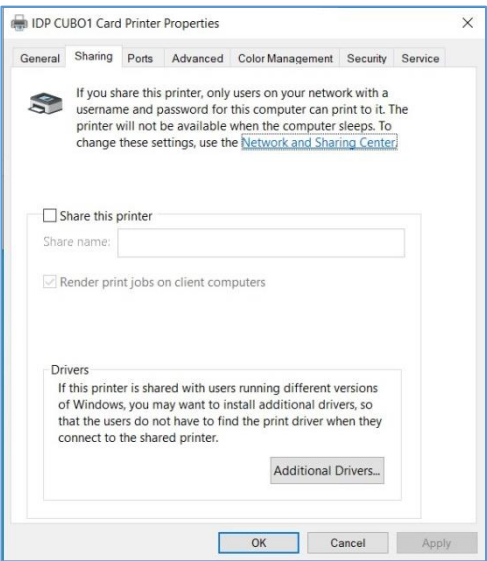 IDP CUBO1 Card Printer Properties
General Sharing Ports Advanced Color Management Security Service
If you share this printer, only users on your network with a
username and password for this computer can print to it. The
printer will not be available when the computer sleeps. To
change these settings, use the Network and Sharing Center.
Share this printer
Share name:
Render print jobs on client computers
Drivers
If this printer is shared with users running different versions
of Windows, you may want to install additional drivers, so
that the users do not have to find the print driver when they
connect to the shared printer.
Additional Drivers...
OK Cancel Apply